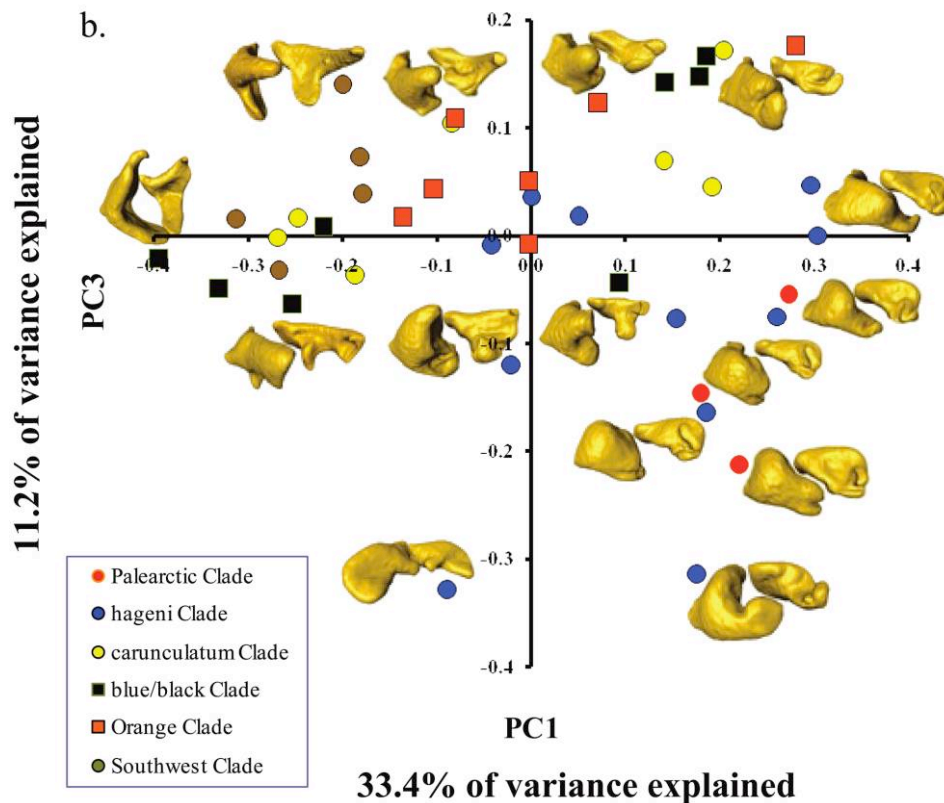 b.
0.2
0.1
0.0
-0.4
-0.3
-0.2
-0.1
0.0
0.1
0.2
0.3
0.4
-0.1
-0.2
-0.3
-0.4
PC3
11.2% of variance explained
Palearctic Clade
hageni Clade
carunculatum Clade
blue/black Clade
Orange Clade
Southwest Clade
PC1
33.4% of variance explained